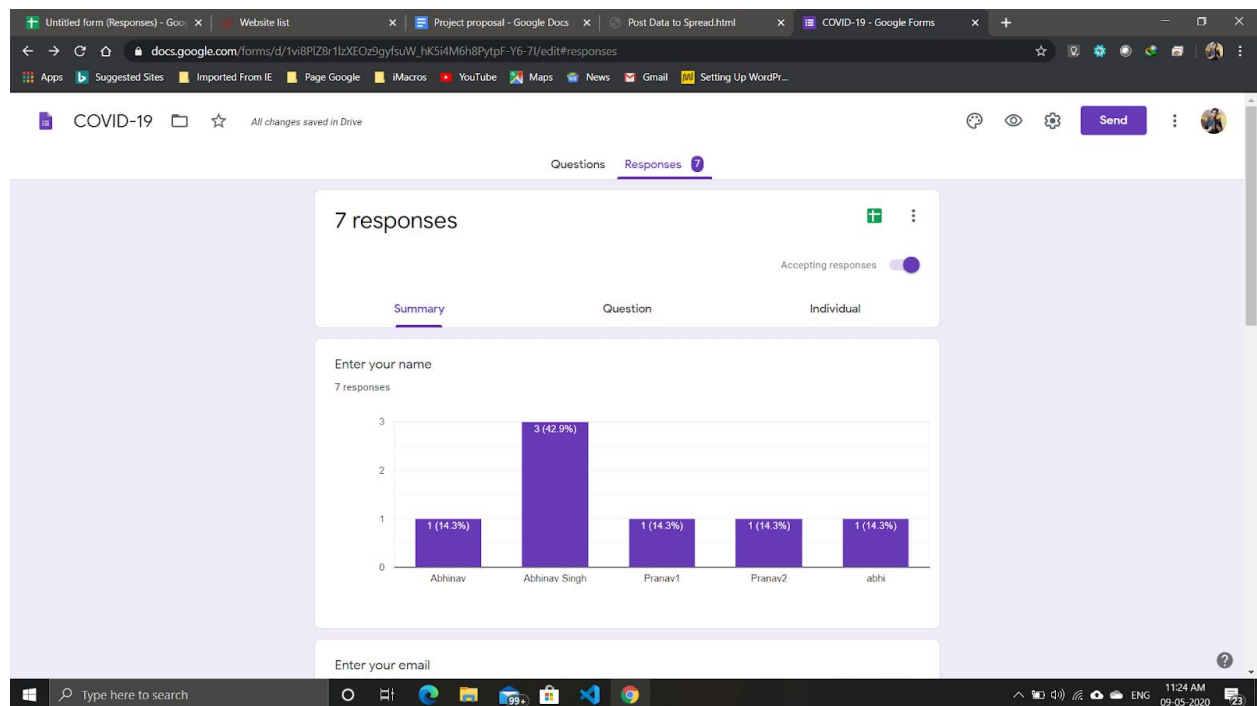 Untitled form (Responses) - Goo
Website list
Project proposal - Google Docs
Post Data to Spread.html
COVID-19 - Google Forms
docs.google.com/forms/d/1vi8PlZ8r1lzXEOz9gyfsuW_hK5i4M6h8PytpF-Y6-7I/edit#responses
Apps
Suggested Sites
Imported From IE
Page Google
iMacros
YouTube
Maps
News
Gmail
Setting Up WordPr...
COVID-19
All changes saved in Drive
Send
Questions
Responses 7
7 responses
Accepting responses
Summary
Question
Individual
Enter your name
7 responses
3
2
1
0
1 (14.3%)
3 (42.9%)
1 (14.3%)
1 (14.3%)
1 (14.3%)
Abhinav
Abhinav Singh
Pranav1
Pranav2
abhi
Enter your email
Type here to search
99+
ENG
11:24 AM
09-05-2020
23